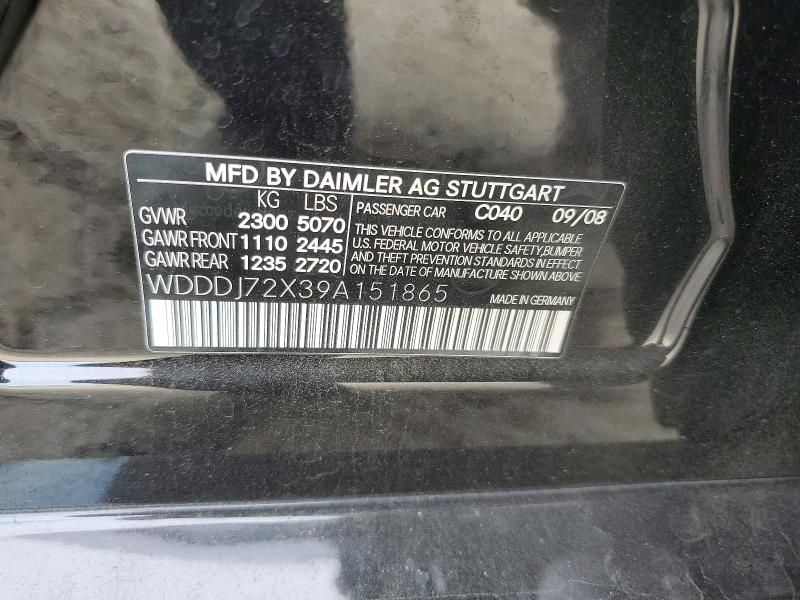 MFD BY DAIMLER AG STUTTGART
KG LBS
GVWR 2300 5070
GAWR FRONT 1110 2445
GAWR REAR 1235 2720
PASSENGER CAR C040 09/08
THIS VEHICLE CONFORMS TO ALL APPLICABLE
U.S. FEDERAL MOTOR VEHICLE SAFETY, BUMPER
AND THEFT PREVENTION STANDARDS IN EFFECT
ON THE DATE OF MANUFACTURE SHOWN ABOVE
WDDDJ72X39A151865
MADE IN GERMANY